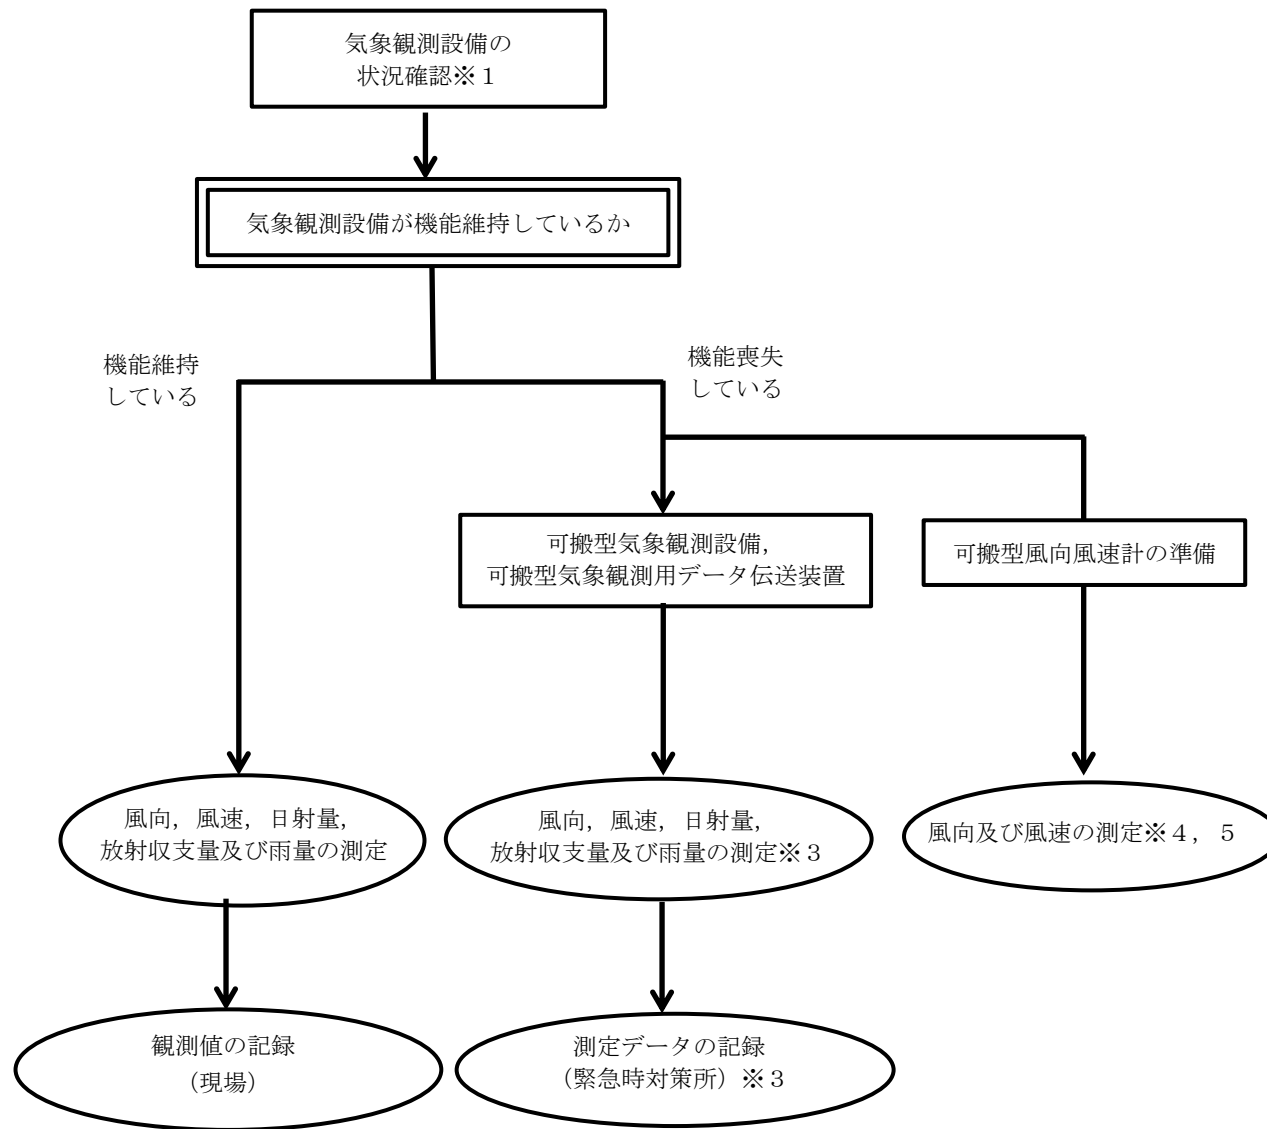 気象観測設備の
状況確認※１
気象観測設備が機能維持しているか
機能維持
している
機能喪失
している
可搬型気象観測設備，
可搬型気象観測用データ伝送装置
可搬型風向風速計の準備
風向，風速，日射量，
放射収支量及び雨量の測定
風向，風速，日射量，
放射収支量及び雨量の測定※３
風向及び風速の測定※４，５
観測値の記録
（現場）
測定データの記録
（緊急時対策所）※３